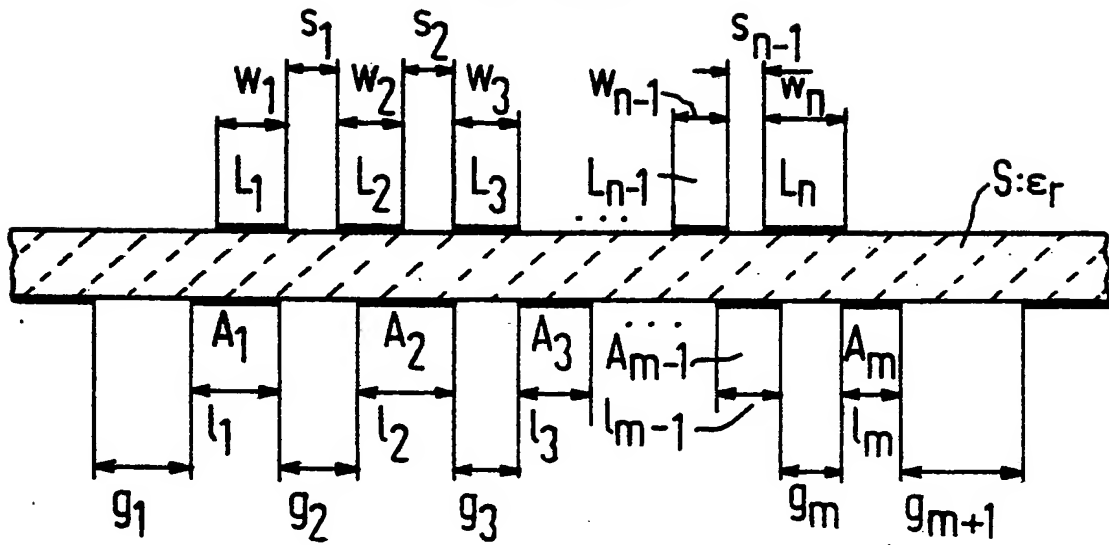 s₁ s₂ sₙ₋₁
w₁ w₂ w₃ wₙ₋₁ wₙ
L₁ L₂ L₃ Lₙ₋₁ Lₙ S:εᵣ
. . . .
A₁ A₂ A₃ . . . . Aₘ₋₁ Aₘ
l₁ l₂ l₃ lₘ₋₁ lₘ
g₁ g₂ g₃ gₘ gₘ₊₁